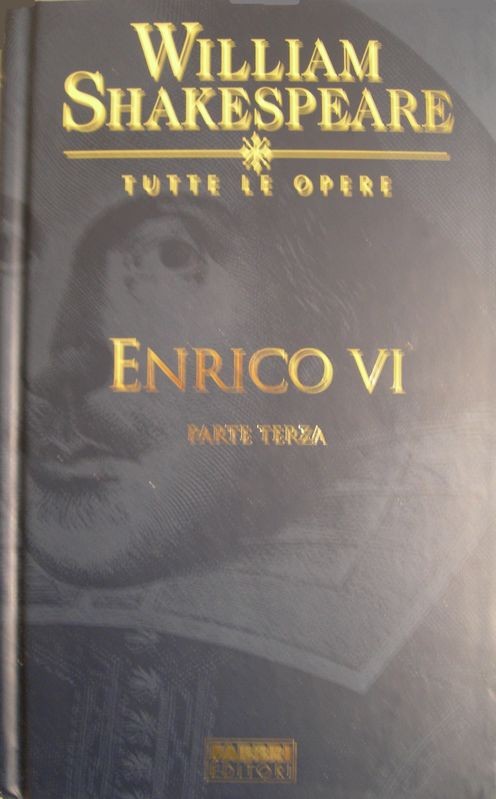 WILLIAM
SHAKESPEARE
TUTTE LE OPERE
ENRICO VI
PARTE TERZA
FABBRI
EDITORI